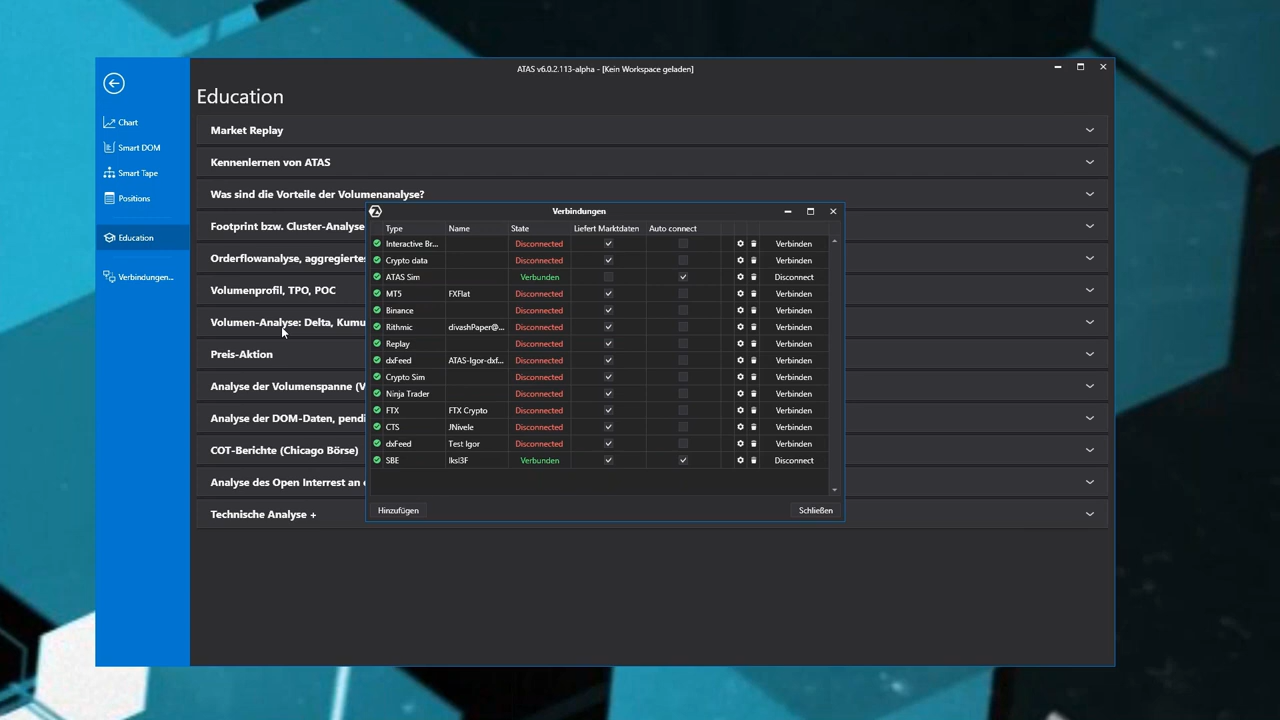 ATAS v6.0.2.113-alpha - [Kein Workspace geladen]
Chart
Smart DOM
Smart Tape
Positions
Education
Verbindungen...
Education
Market Replay
Kennenlernen von ATAS
Was sind die Vorteile der Volumenanalyse?
Footprint bzw. Cluster-Analyse
Orderflowanalyse, aggregiertes
Volumenprofil, TPO, POC
Volumen-Analyse: Delta, Kumu
Preis-Aktion
Analyse der Volumenspanne (V
Analyse der DOM-Daten, pendi
COT-Berichte (Chicago Börse)
Analyse des Open Interrest an
Technische Analyse +
Verbindungen
Type Name State Liefert Marktdaten Auto connect
Interactive Br... Disconnected Verbinden
Crypto data Disconnected Verbinden
ATAS Sim Verbunden Disconnect
MT5 FXFlat Disconnected Verbinden
Binance Disconnected Verbinden
Rithmic divashPaper@... Disconnected Verbinden
Replay Disconnected Verbinden
dxFeed ATAS-Igor-dxf... Disconnected Verbinden
Crypto Sim Disconnected Verbinden
Ninja Trader Disconnected Verbinden
FTX FTX Crypto Disconnected Verbinden
CTS JNivele Disconnected Verbinden
dxFeed Test Igor Disconnected Verbinden
SBE Verbunden Disconnect
Hinzufügen Schließen